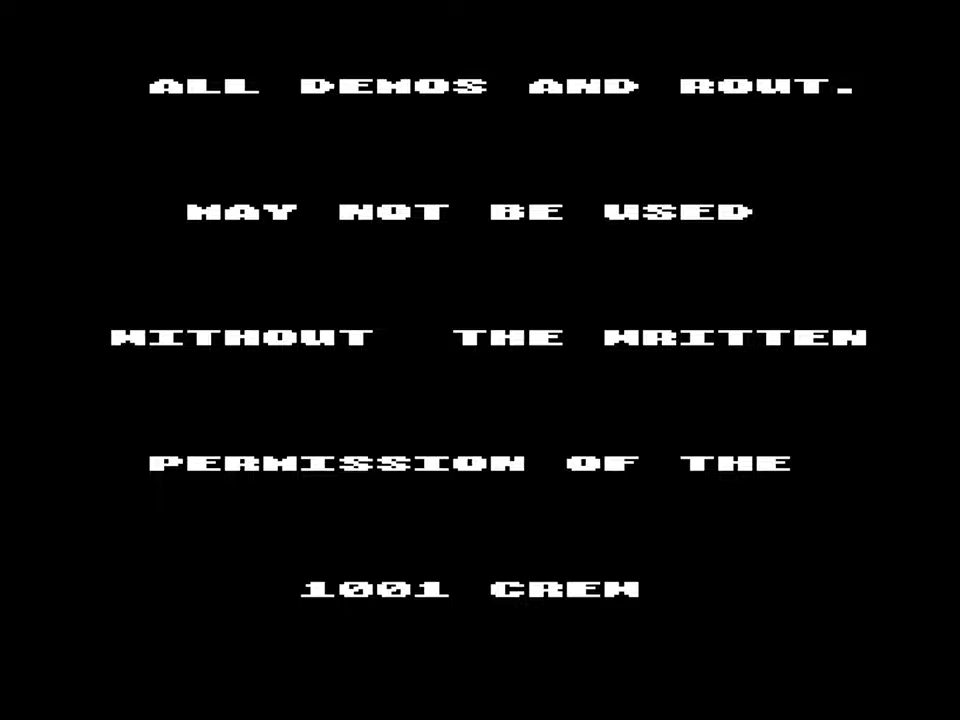 ALL DEMOS AND ROUT.
MAY NOT BE USED
WITHOUT THE WRITTEN
PERMISSION OF THE
1001 CREW